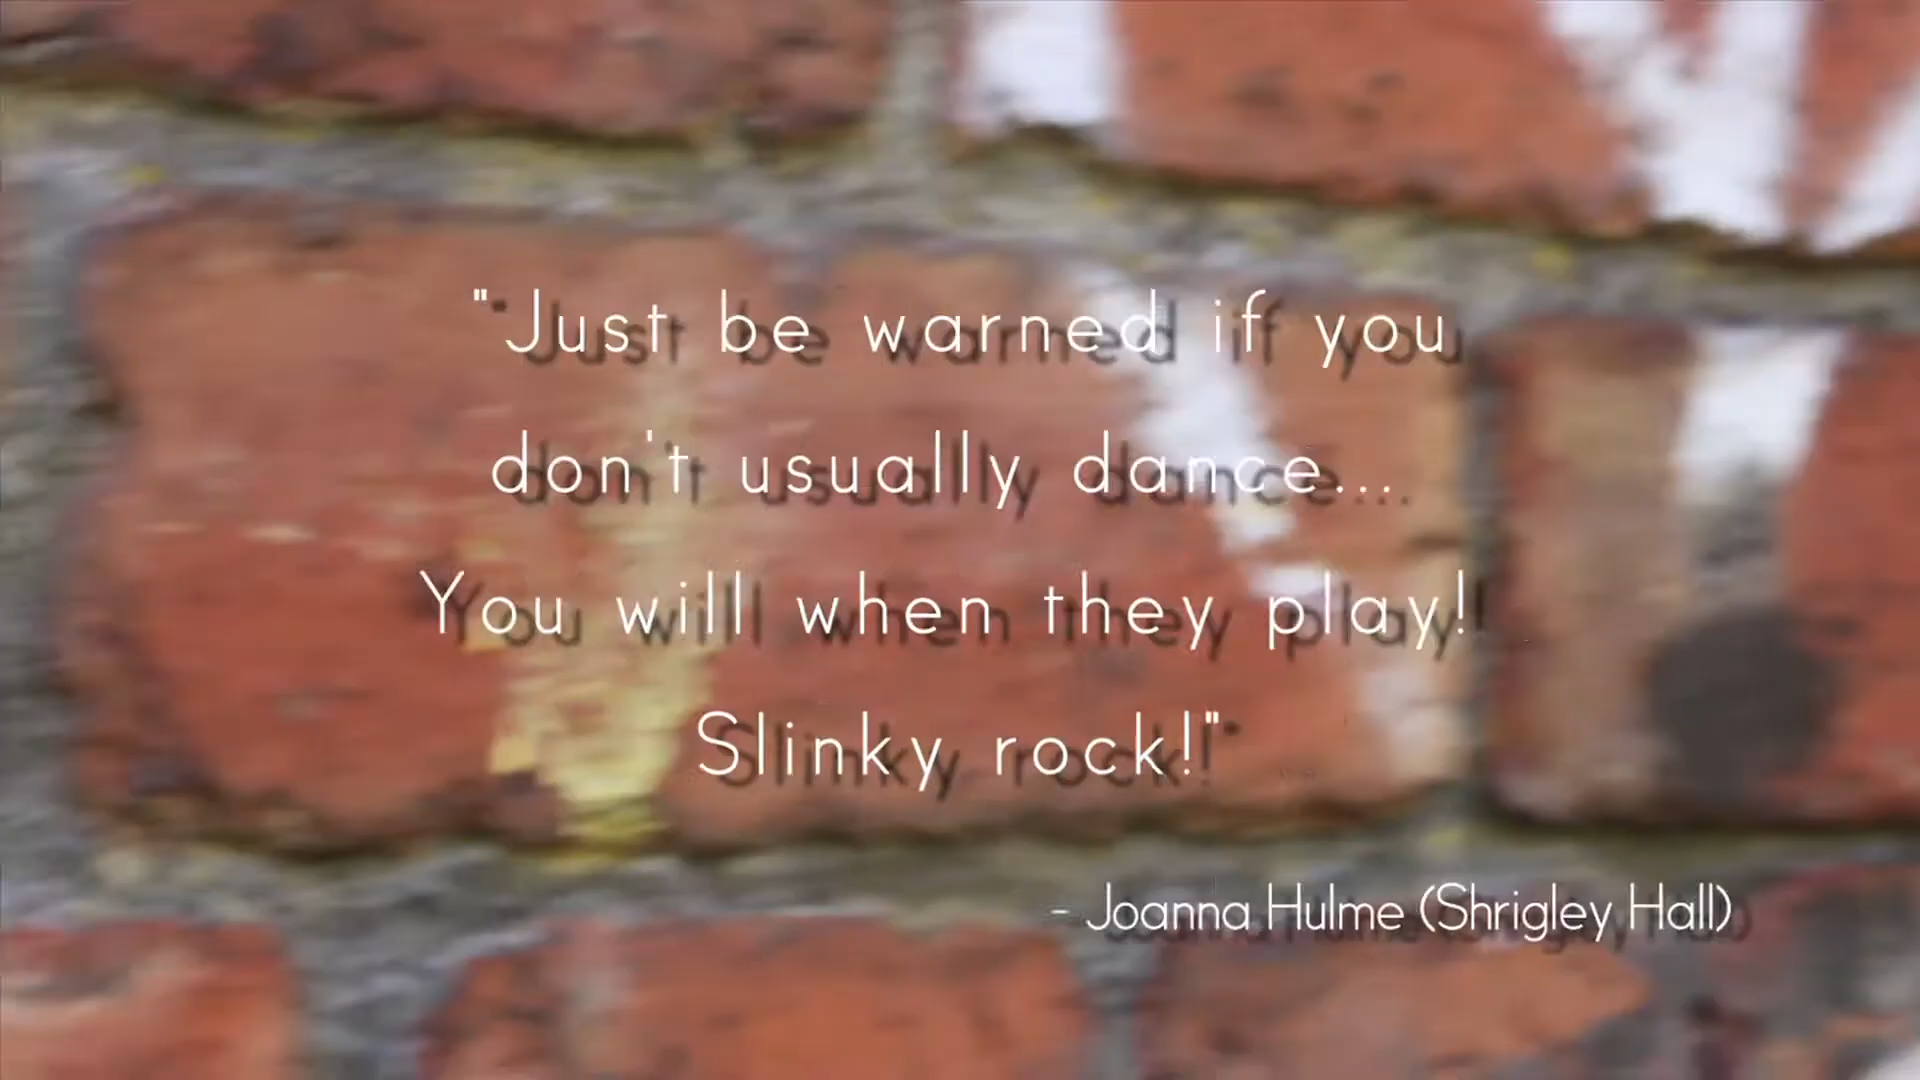 "Just be warned if you
don't usually dance...
You will when they play!
Slinky rock!"
- Joanna Hulme (Shrigley Hall)